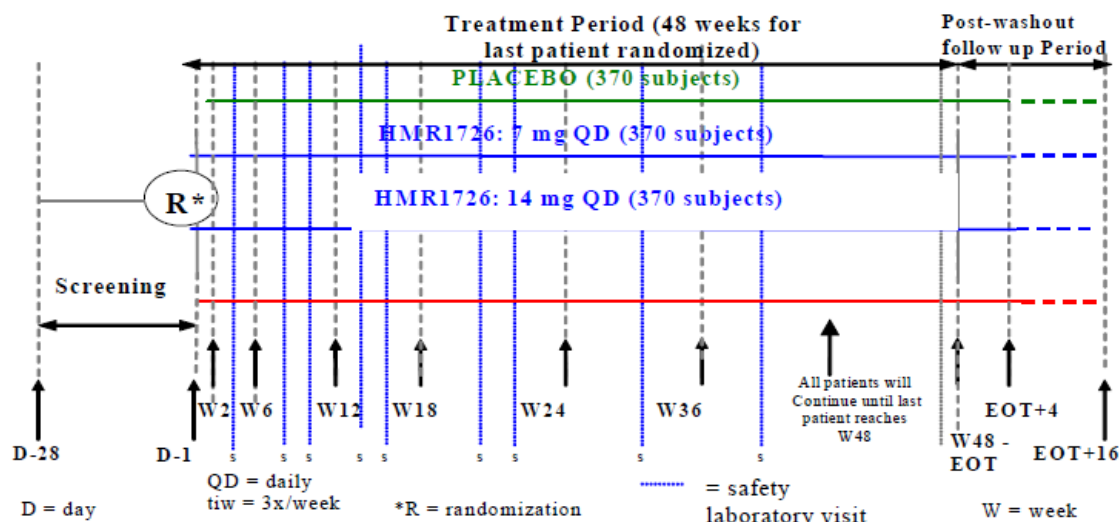 Treatment Period (48 weeks for
last patient randomized)
Post-washout
follow up Period
PLACEBO (370 subjects)
HMR1726: 7 mg QD (370 subjects)
HMR1726: 14 mg QD (370 subjects)
R*
Screening
All patients will
Continue until last
patient reaches
W48
W2 W6 W12 W18 W24 W36
EOT+4
D-28
D-1
W48 -
EOT
EOT+16
s s s s s s s s
QD = daily
tiw = 3x/week
D = day
*R = randomization
= safety
laboratory visit
W = week